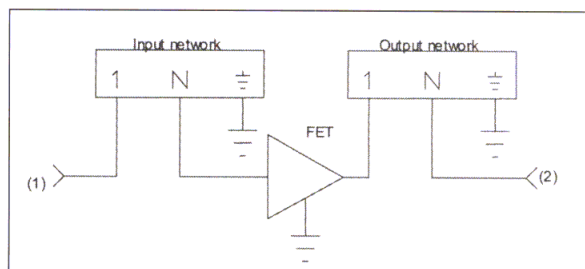 Input network
Output network
1 N
1 N
FET
(1)
(2)